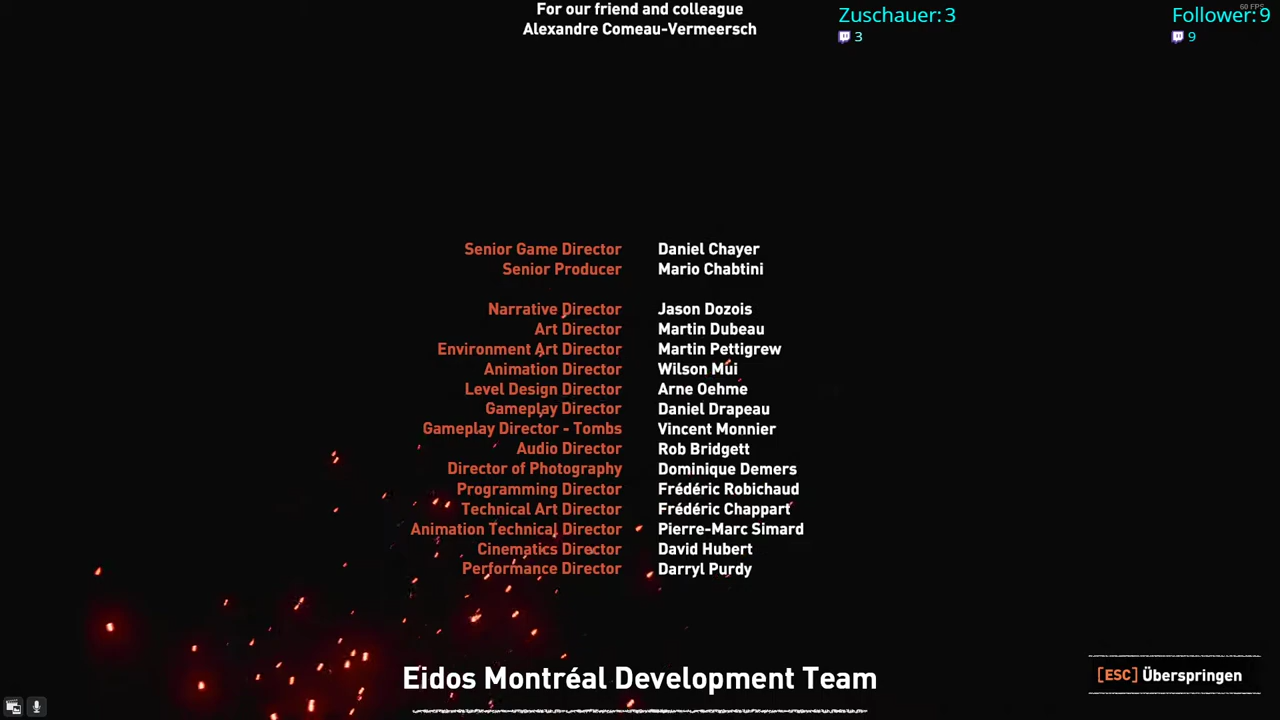 For our friend and colleague
Alexandre Comeau-Vermeersch
Zuschauer: 3
3
Follower: 9
9
60 FPS
Senior Game Director Daniel Chayer
Senior Producer Mario Chabtini
Narrative Director Jason Dozois
Art Director Martin Dubeau
Environment Art Director Martin Pettigrew
Animation Director Wilson Mui
Level Design Director Arne Oehme
Gameplay Director Daniel Drapeau
Gameplay Director - Tombs Vincent Monnier
Audio Director Rob Bridgett
Director of Photography Dominique Demers
Programming Director Frédéric Robichaud
Technical Art Director Frédéric Chappart
Animation Technical Director Pierre-Marc Simard
Cinematics Director David Hubert
Performance Director Darryl Purdy
Eidos Montréal Development Team
[ESC] Überspringen